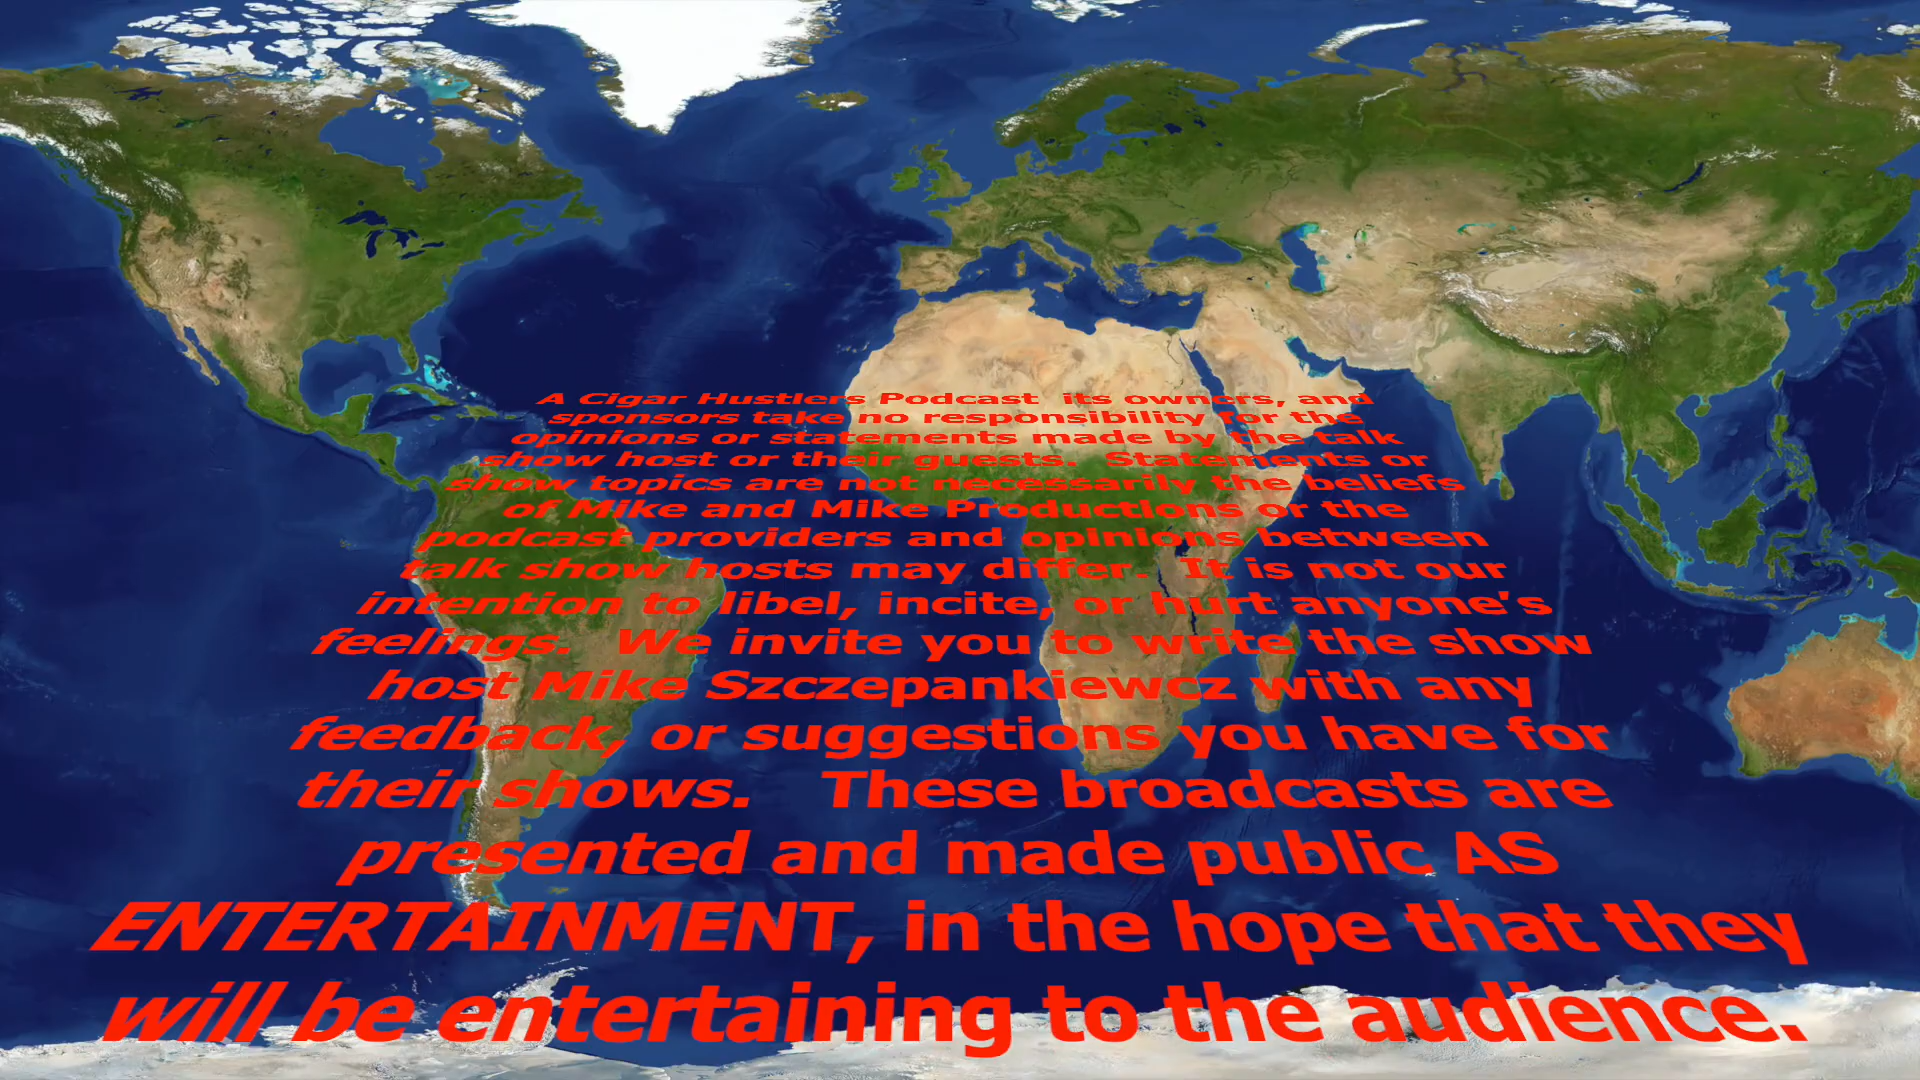 A Cigar Hustlers Podcast  its owners, and
sponsors take no responsibility for the
opinions or statements made by the talk
show host or their guests.  Statements or
show topics are not necessarily the beliefs
of Mike and Mike Productions or the
podcast providers and opinions between
talk show hosts may differ.  It is not our
intention to libel, incite, or hurt anyone's
feelings.  We invite you to write the show
host Mike Szczepankiewcz with any
feedback, or suggestions you have for
their shows.   These broadcasts are
presented and made public AS
ENTERTAINMENT, in the hope that they
will be entertaining to the audience.